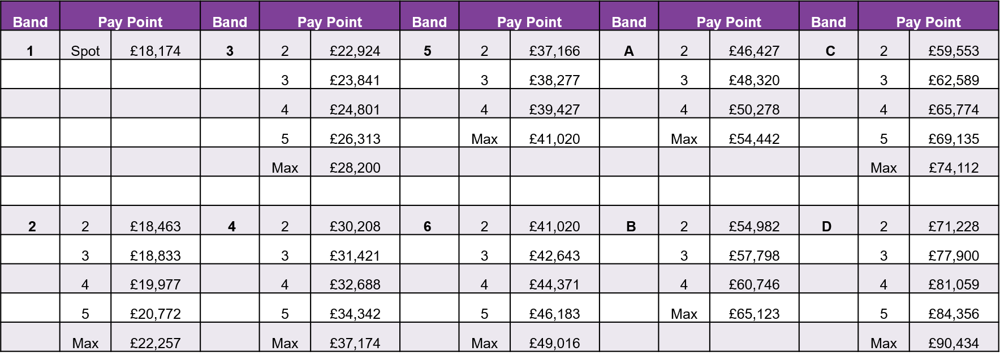 Band Pay Point Band Pay Point Band Pay Point Band Pay Point Band Pay Point
1 Spot £18,174 3 2 £22,924 5 2 £37,166 A 2 £46,427 C 2 £59,553
3 £23,841 3 £38,277 3 £48,320 3 £62,589
4 £24,801 4 £39,427 4 £50,278 4 £65,774
5 £26,313 Max £41,020 Max £54,442 5 £69,135
Max £28,200 Max £74,112
2 2 £18,463 4 2 £30,208 6 2 £41,020 B 2 £54,982 D 2 £71,228
3 £18,833 3 £31,421 3 £42,643 3 £57,798 3 £77,900
4 £19,977 4 £32,688 4 £44,371 4 £60,746 4 £81,059
5 £20,772 5 £34,342 5 £46,183 Max £65,123 5 £84,356
Max £22,257 Max £37,174 Max £49,016 Max £90,434